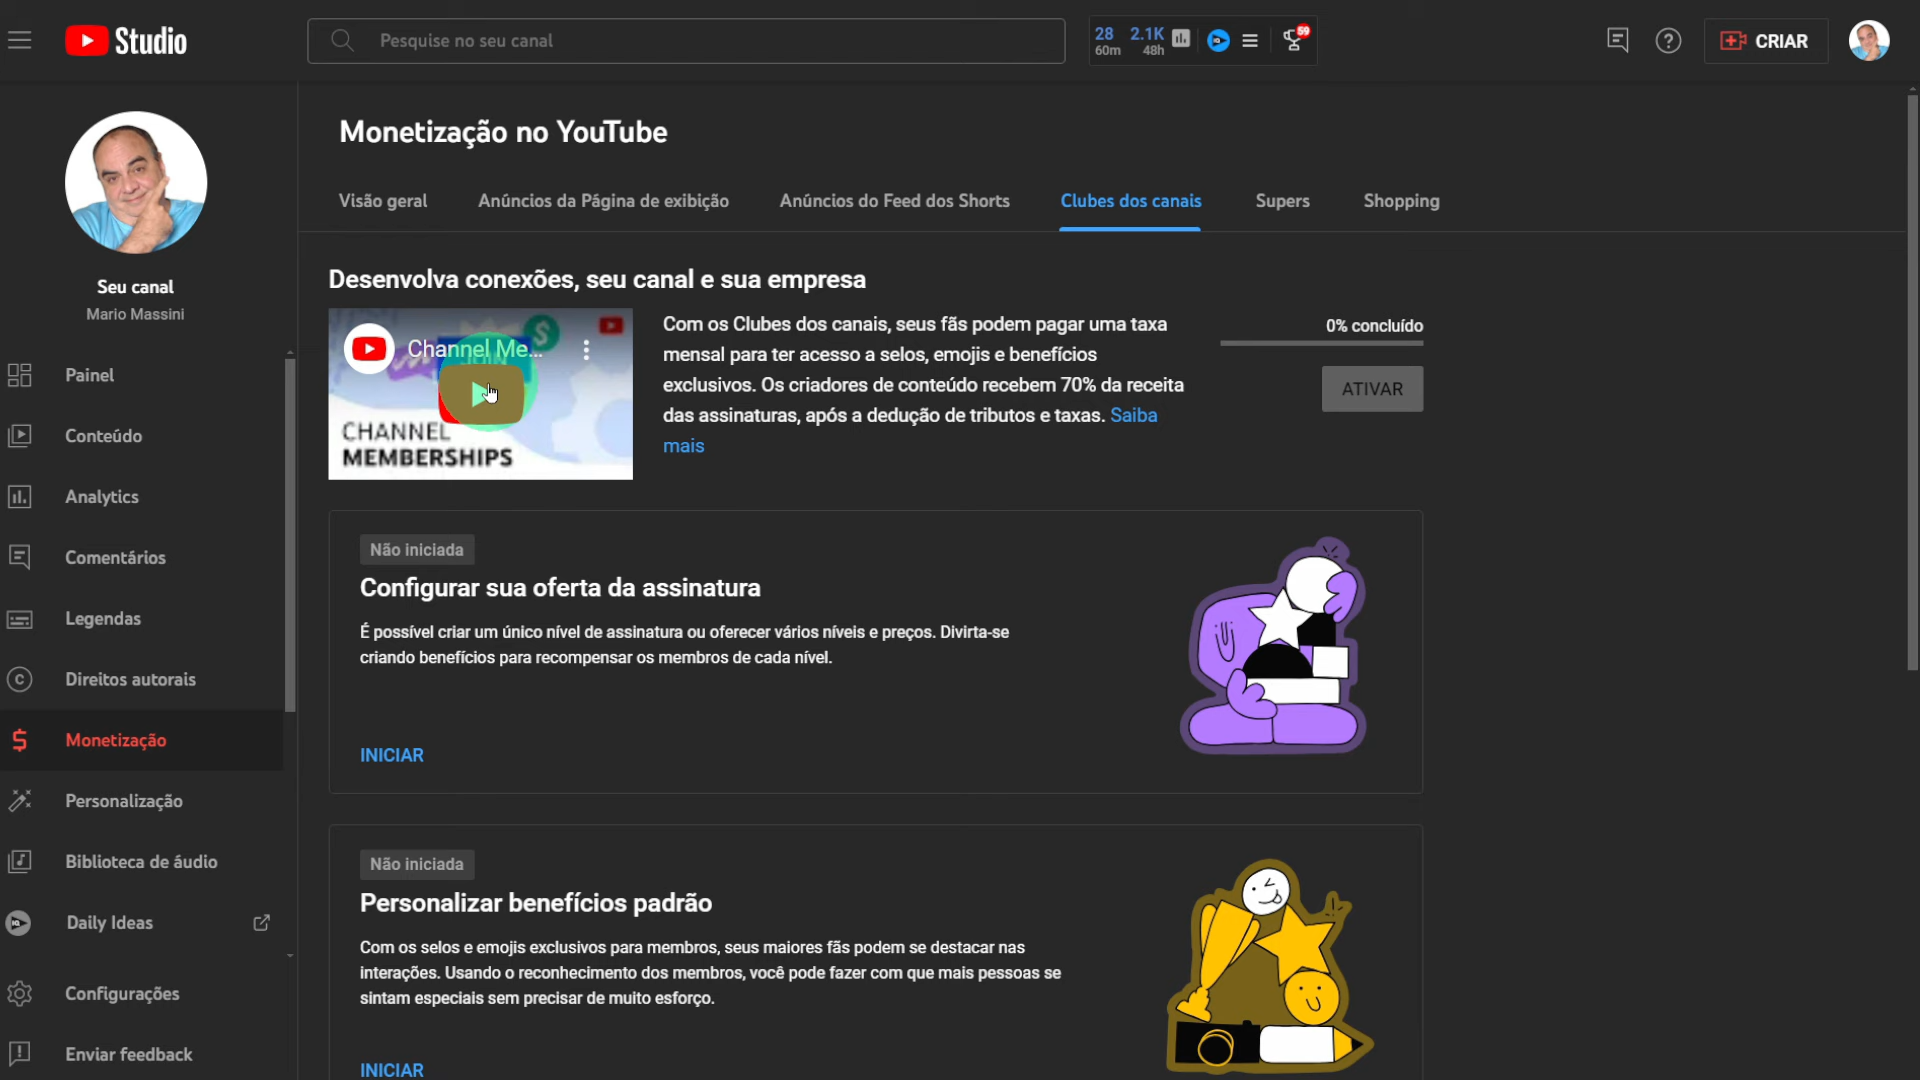 Studio
Pesquise no seu canal
28 60m
2.1K 48h
59
CRIAR
Seu canal
Mario Massini
Painel
Conteúdo
Analytics
Comentários
Legendas
Direitos autorais
Monetização
Personalização
Biblioteca de áudio
Daily Ideas
Configurações
Enviar feedback
Monetização no YouTube
Visão geral
Anúncios da Página de exibição
Anúncios do Feed dos Shorts
Clubes dos canais
Supers
Shopping
Desenvolva conexões, seu canal e sua empresa
Channel Me...
CHANNEL
MEMBERSHIPS
Com os Clubes dos canais, seus fãs podem pagar uma taxa
mensal para ter acesso a selos, emojis e benefícios
exclusivos. Os criadores de conteúdo recebem 70% da receita
das assinaturas, após a dedução de tributos e taxas. Saiba
mais
0% concluído
ATIVAR
Não iniciada
Configurar sua oferta da assinatura
É possível criar um único nível de assinatura ou oferecer vários níveis e preços. Divirta-se
criando benefícios para recompensar os membros de cada nível.
INICIAR
Não iniciada
Personalizar benefícios padrão
Com os selos e emojis exclusivos para membros, seus maiores fãs podem se destacar nas
interações. Usando o reconhecimento dos membros, você pode fazer com que mais pessoas se
sintam especiais sem precisar de muito esforço.
INICIAR